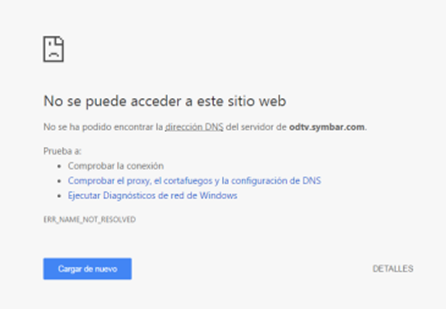 No se puede acceder a este sitio web
No se ha podido encontrar la dirección DNS del servidor de odtv.symbar.com.
Prueba a:
• Comprobar la conexión
• Comprobar el proxy, el cortafuegos y la configuración de DNS
• Ejecutar Diagnósticos de red de Windows
ERR_NAME_NOT_RESOLVED
Cargar de nuevo
DETALLES